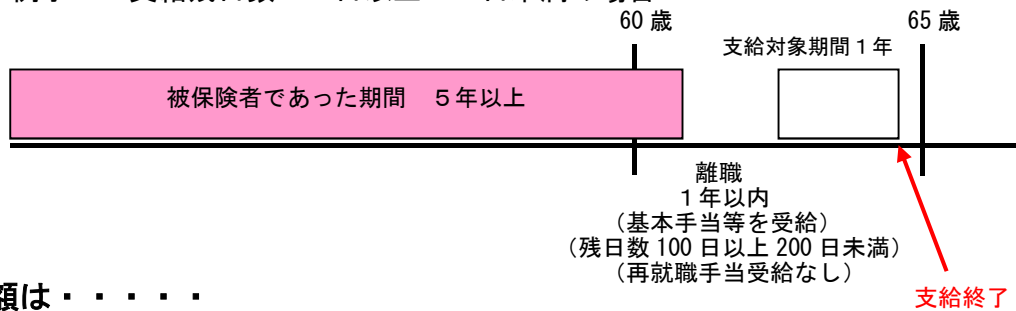 60 歳
65 歳
支給対象期間１年
被保険者であった期間　５年以上
離職
１年以内
（基本手当等を受給）
（残日数 100 日以上 200 日未満）
（再就職手当受給なし）
支給終了
額は・・・・・